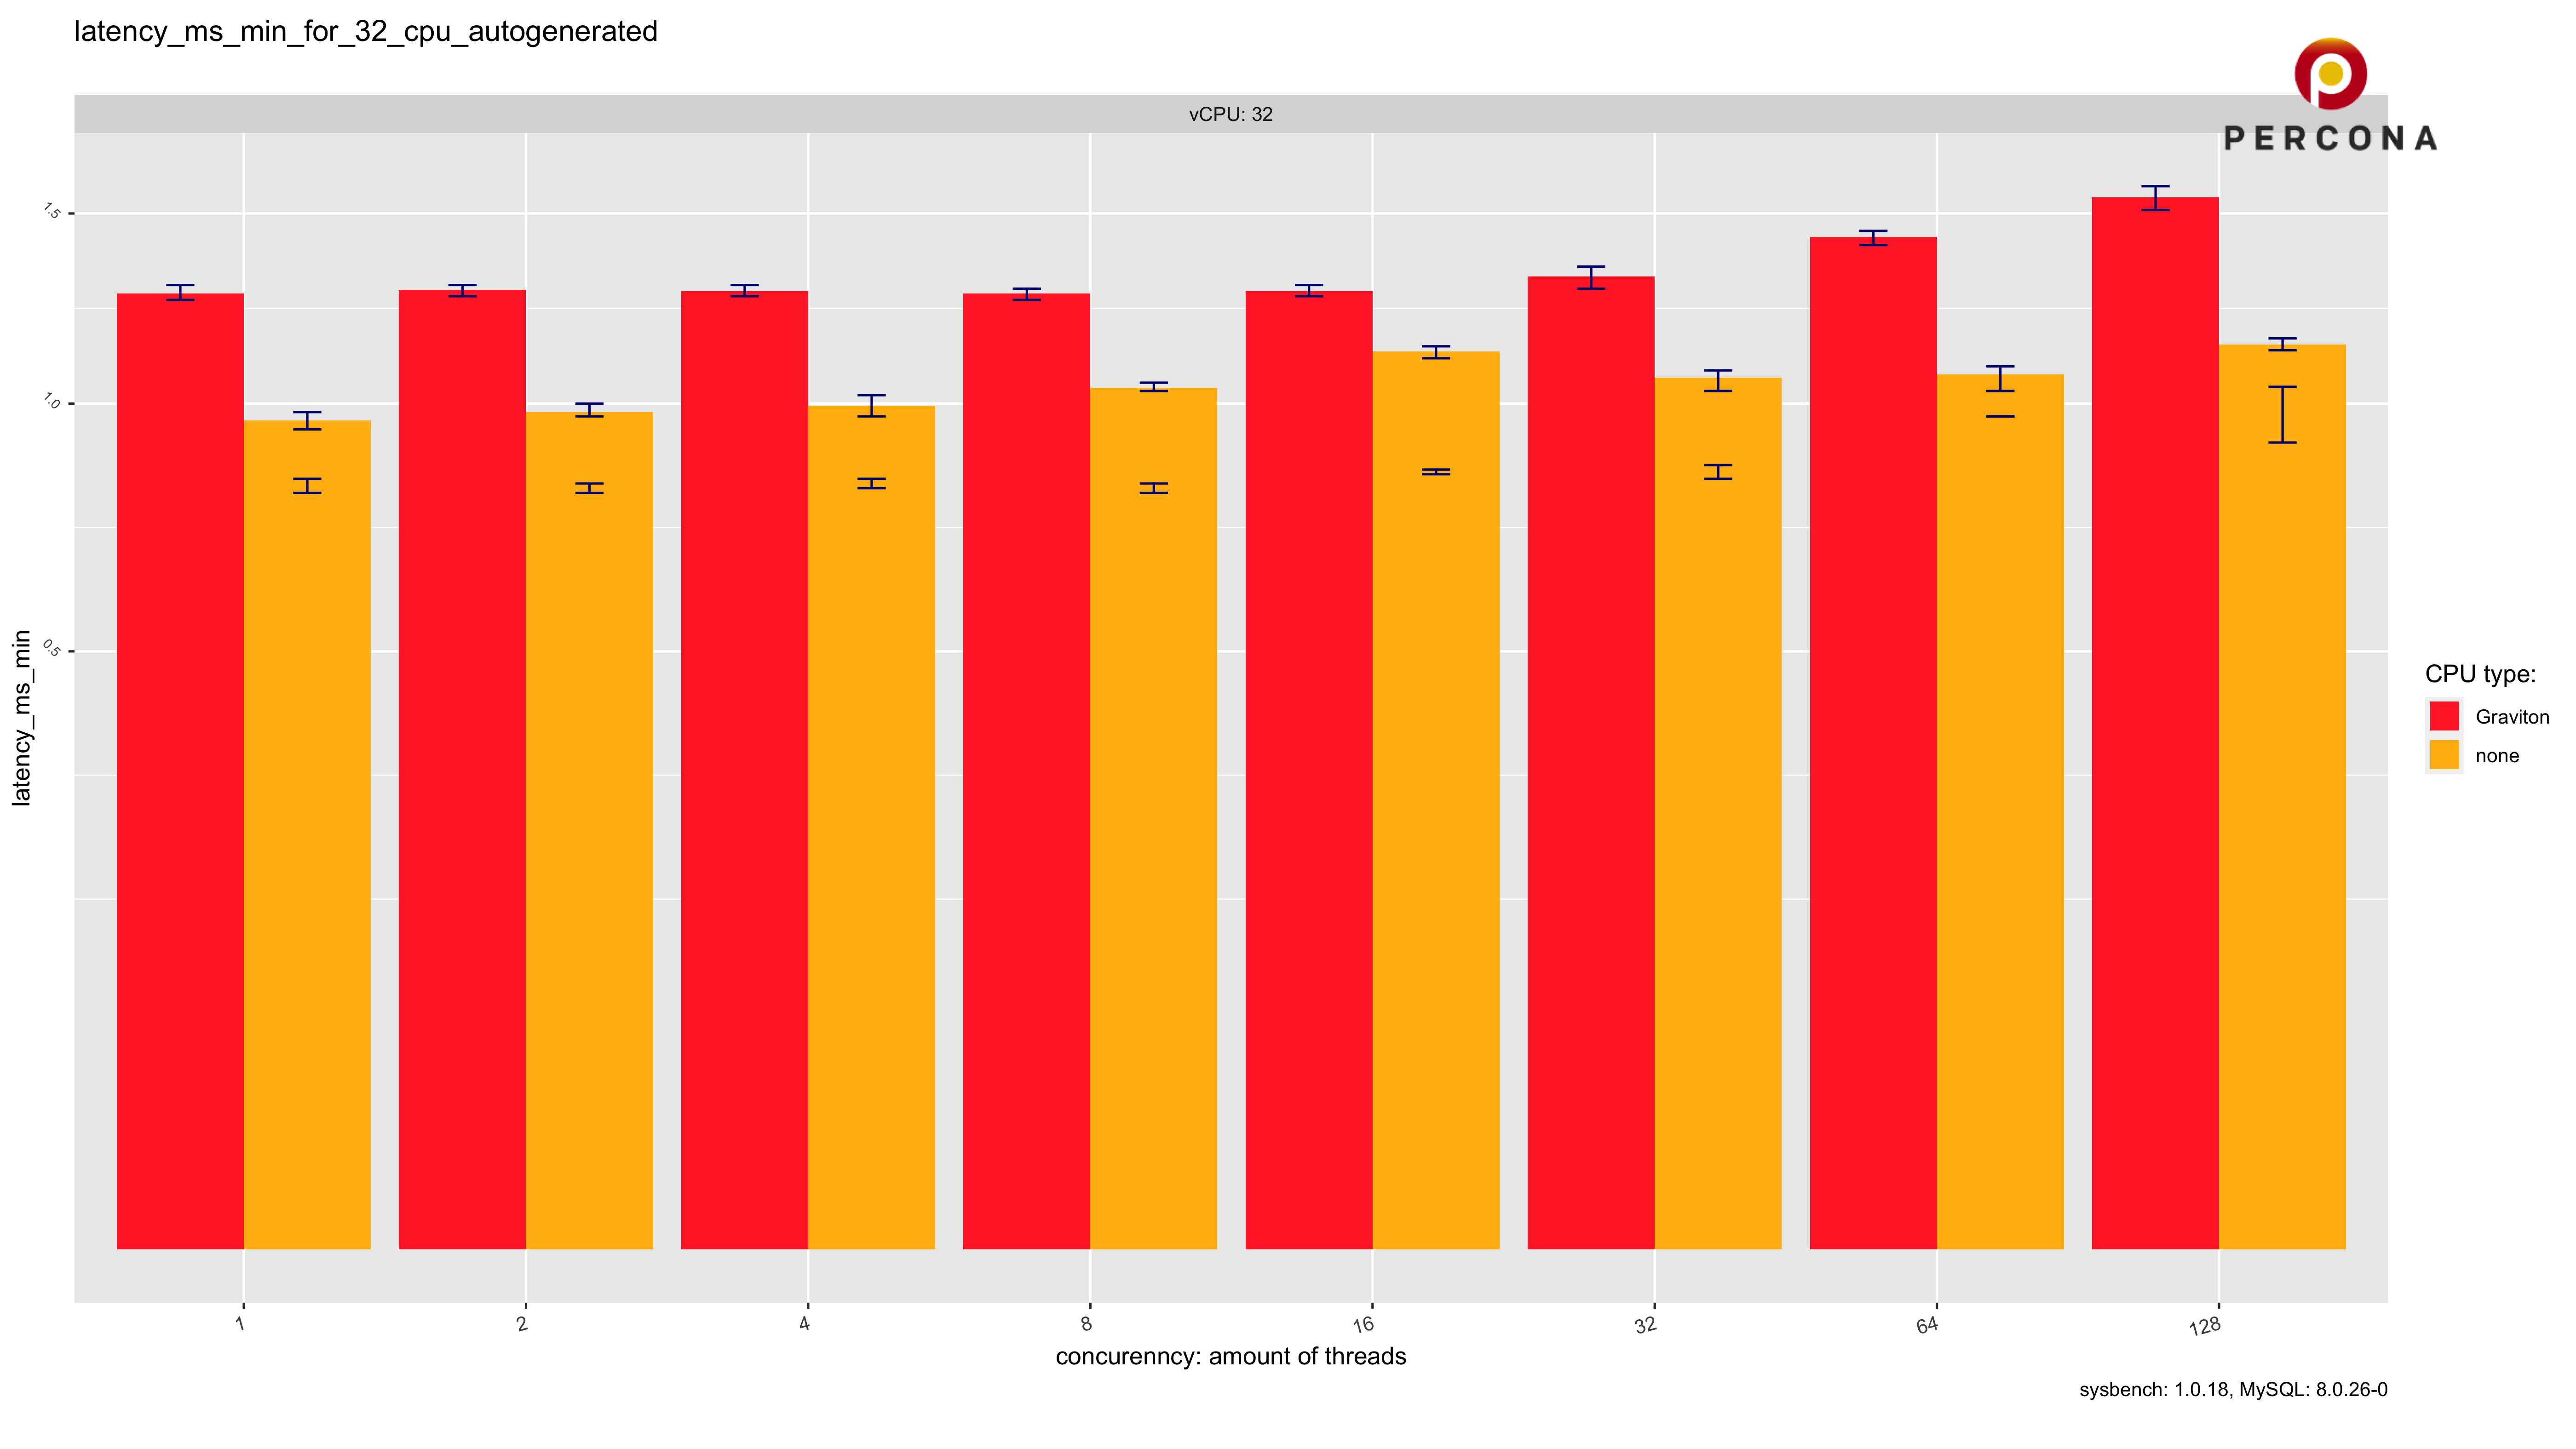 latency_ms_min_for_32_cpu_autogenerated
PERCONA
vCPU: 32
1.5
1.0
0.5
latency_ms_min
CPU type:
Graviton
none
1 2 4 8 16 32 64 128
concurenncy: amount of threads
sysbench: 1.0.18, MySQL: 8.0.26-0